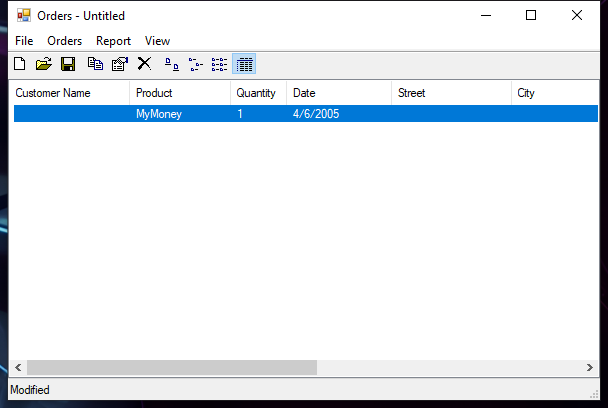 Orders - Untitled
File Orders Report View
Customer Name Product Quantity Date Street City
MyMoney 1 4/6/2005
Modified